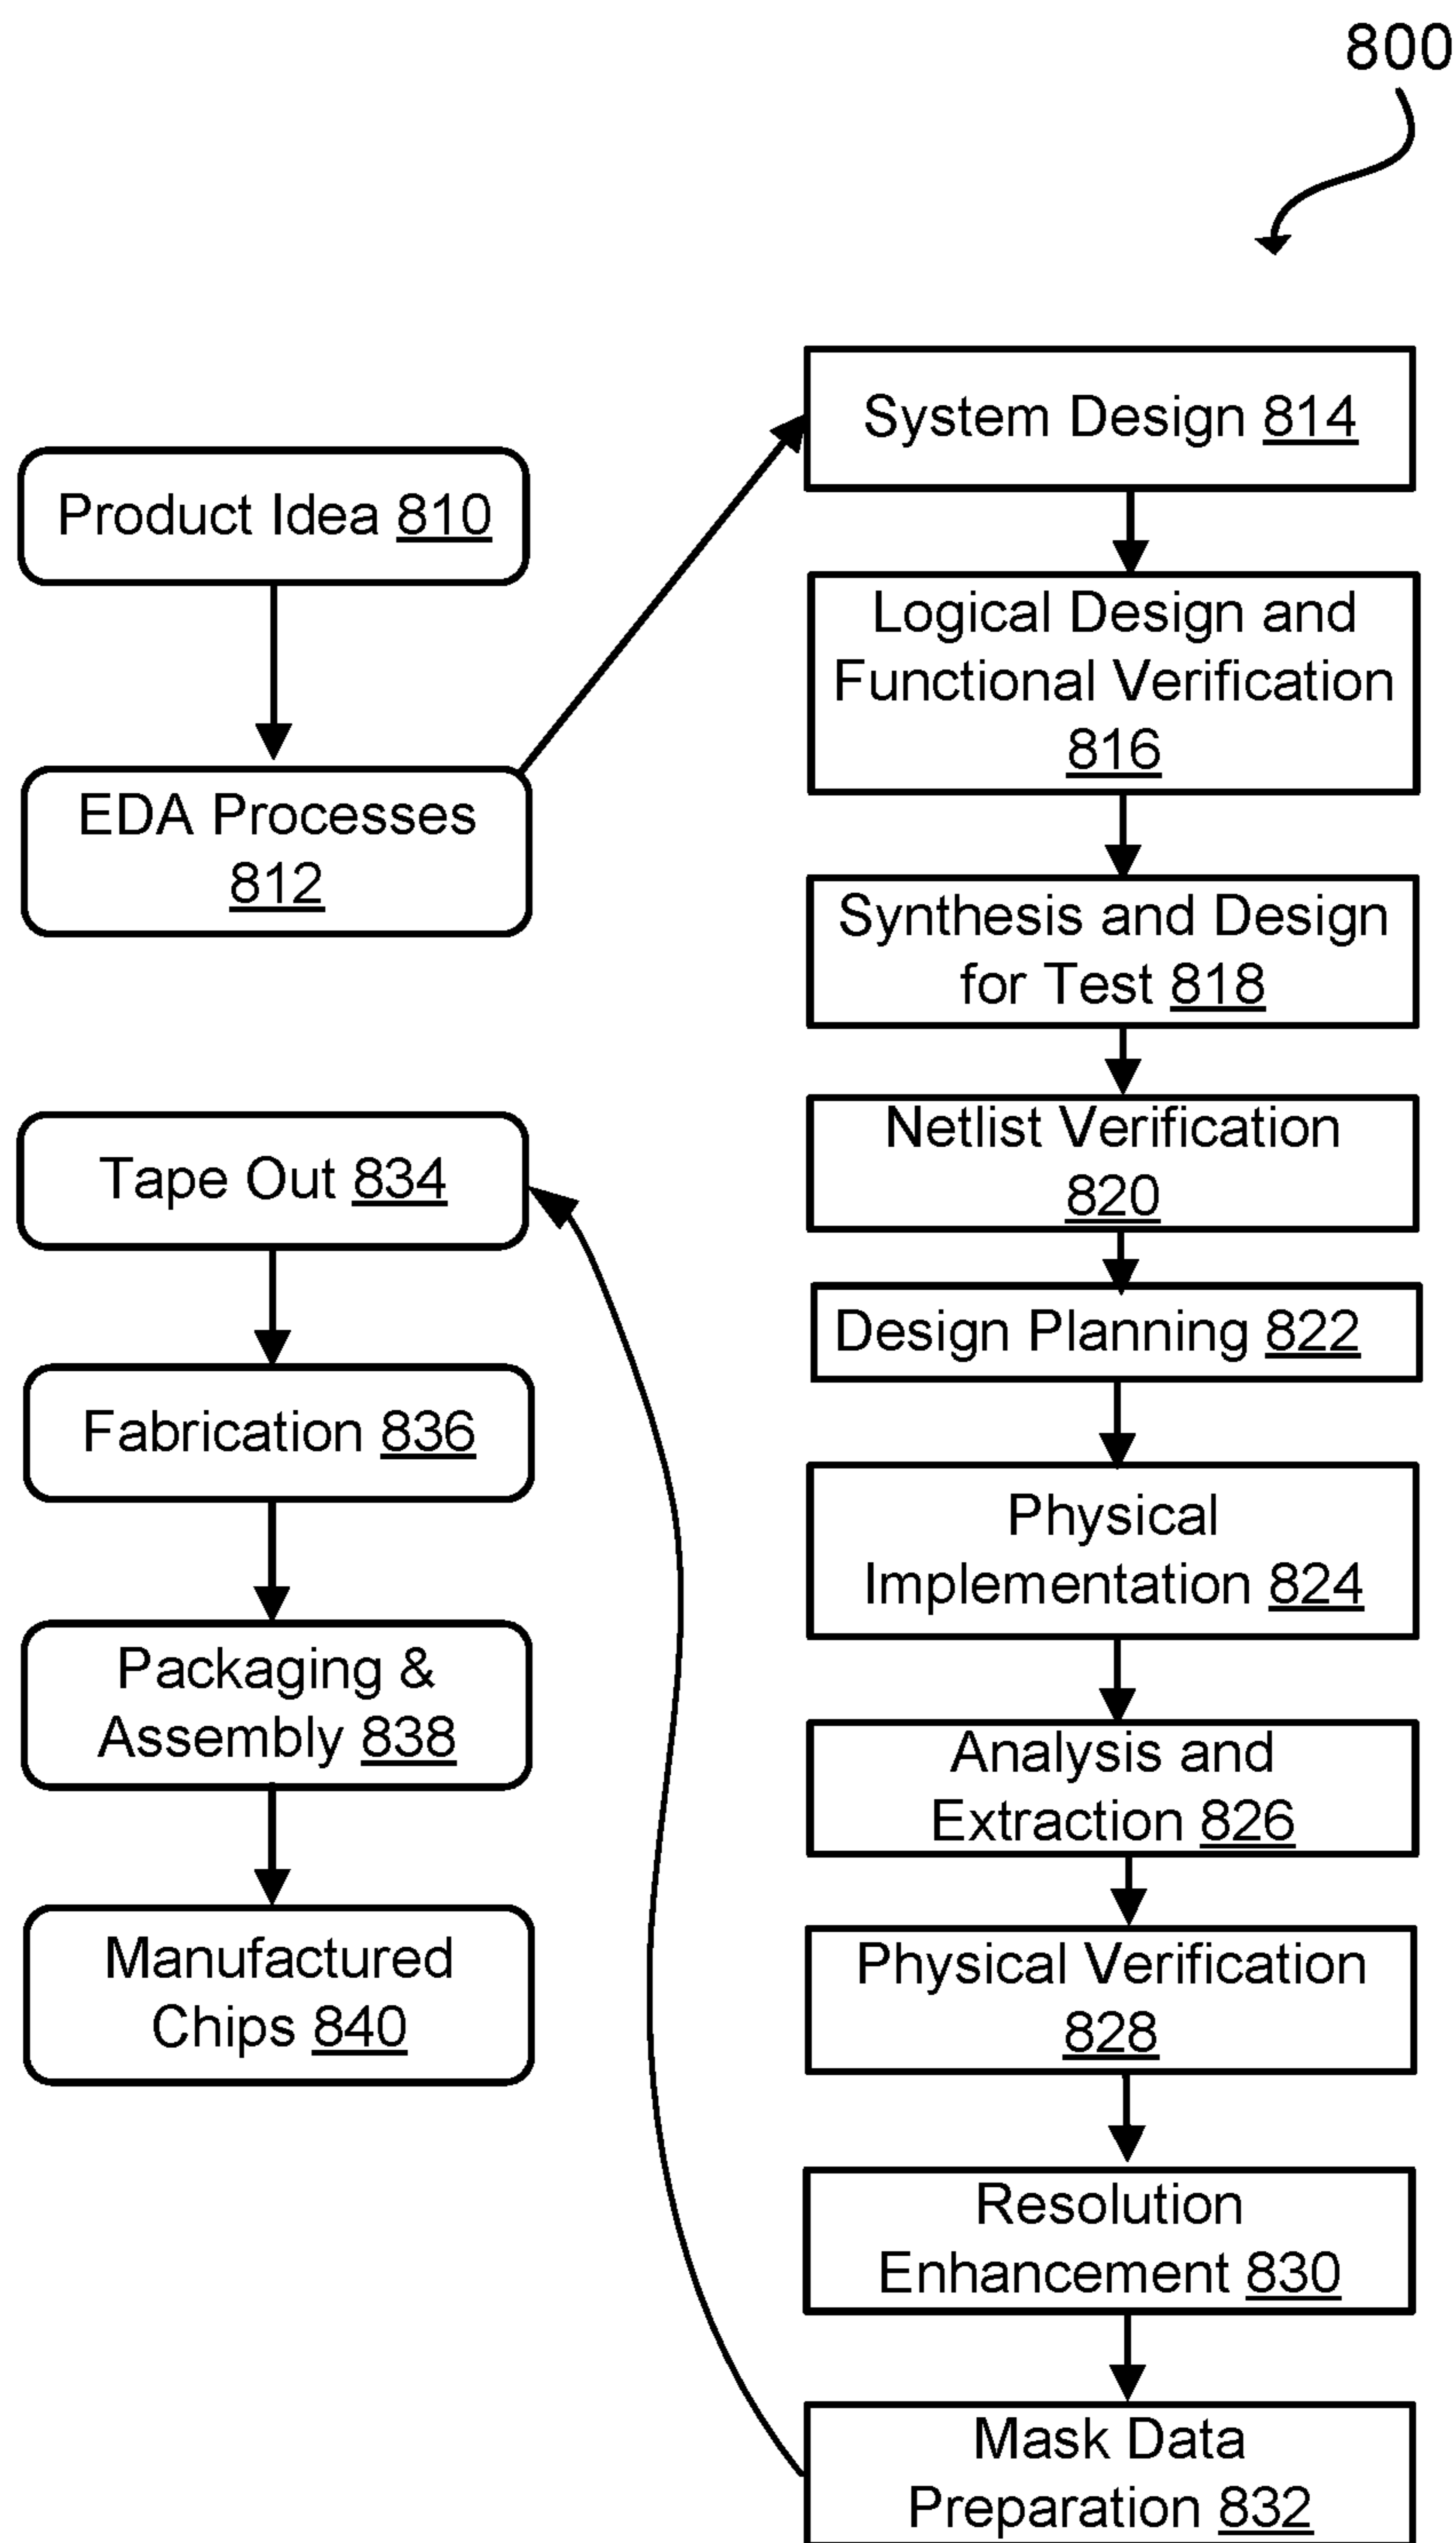 800
Product Idea 810
EDA Processes
812
System Design 814
Logical Design and
Functional Verification
816
Synthesis and Design
for Test 818
Netlist Verification
820
Design Planning 822
Physical
Implementation 824
Analysis and
Extraction 826
Physical Verification
828
Resolution
Enhancement 830
Mask Data
Preparation 832
Tape Out 834
Fabrication 836
Packaging &
Assembly 838
Manufactured
Chips 840